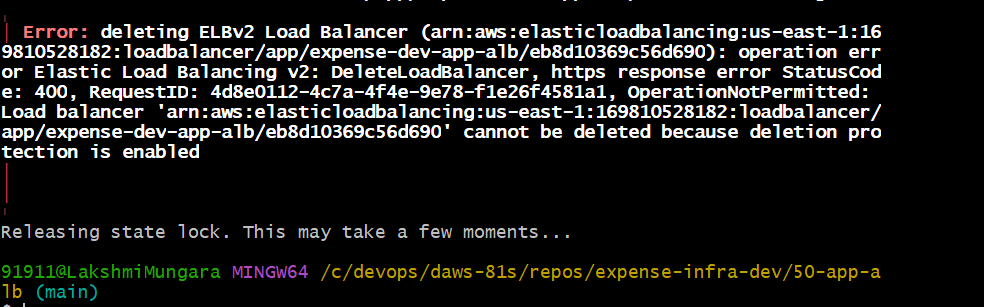 Error: deleting ELBv2 Load Balancer (arn:aws:elasticloadbalancing:us-east-1:16
9810528182:loadbalancer/app/expense-dev-app-alb/eb8d10369c56d690): operation err
or Elastic Load Balancing v2: DeleteLoadBalancer, https response error StatusCod
e: 400, RequestID: 4d8e0112-4c7a-4f4e-9e78-f1e26f4581a1, OperationNotPermitted:
Load balancer 'arn:aws:elasticloadbalancing:us-east-1:169810528182:loadbalancer/
app/expense-dev-app-alb/eb8d10369c56d690' cannot be deleted because deletion pro
tection is enabled
Releasing state lock. This may take a few moments...
91911@LakshmiMungara MINGW64 /c/devops/daws-81s/repos/expense-infra-dev/50-app-a
lb (main)